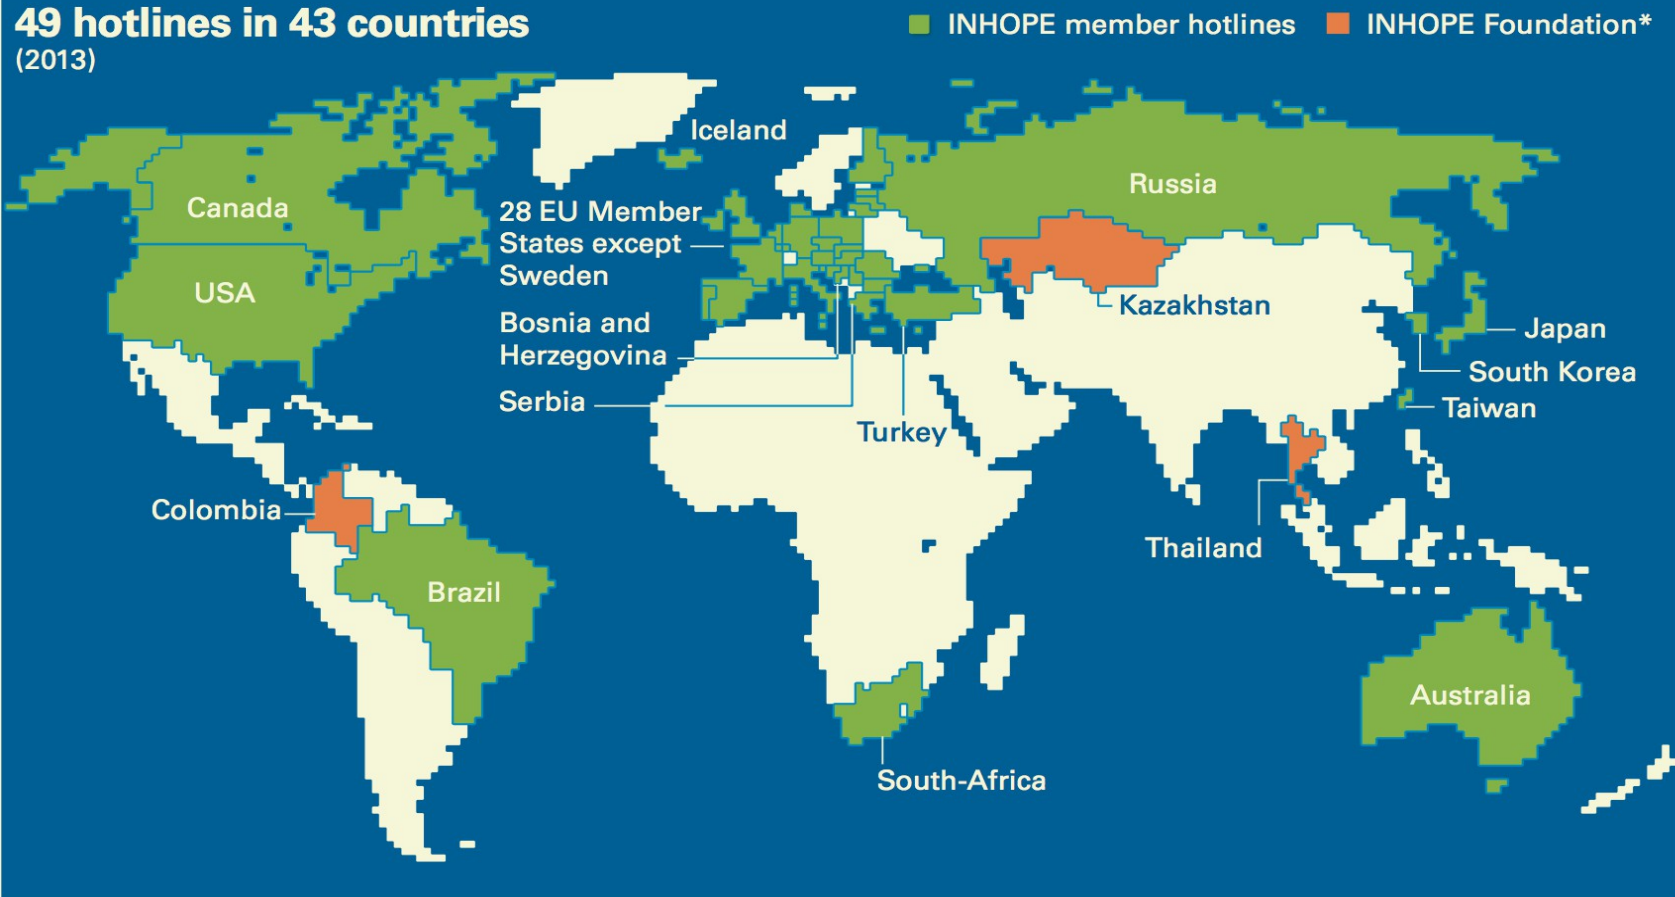 49 hotlines in 43 countries
(2013)
INHOPE member hotlines
INHOPE Foundation*
Iceland
Canada
Russia
28 EU Member
States except
Sweden
USA
Kazakhstan
Bosnia and
Herzegovina
Japan
South Korea
Serbia
Taiwan
Turkey
Colombia
Thailand
Brazil
Australia
South-Africa